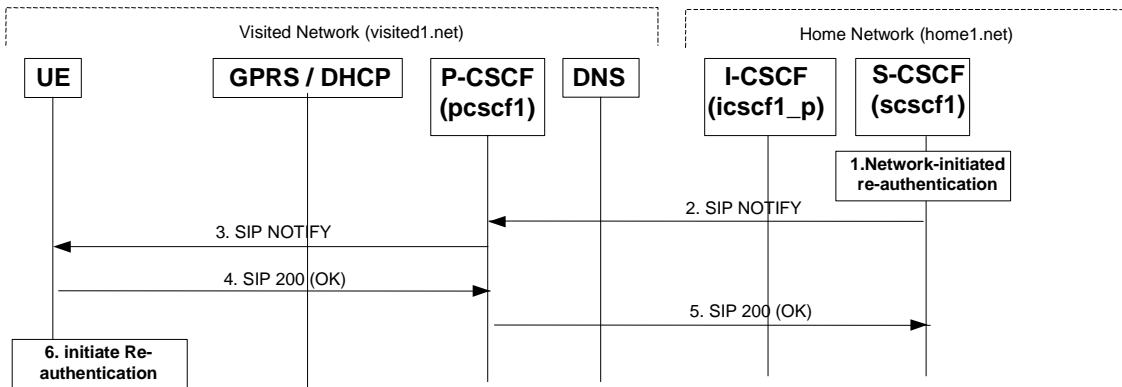 Visited Network (visited1.net)
Home Network (home1.net)
UE
GPRS / DHCP
P-CSCF
(pcscf1)
DNS
I-CSCF
(icscf1_p)
S-CSCF
(scscf1)
1.Network-initiated
re-authentication
2. SIP NOTIFY
3. SIP NOTIFY
4. SIP 200 (OK)
5. SIP 200 (OK)
6. initiate Re-
authentication